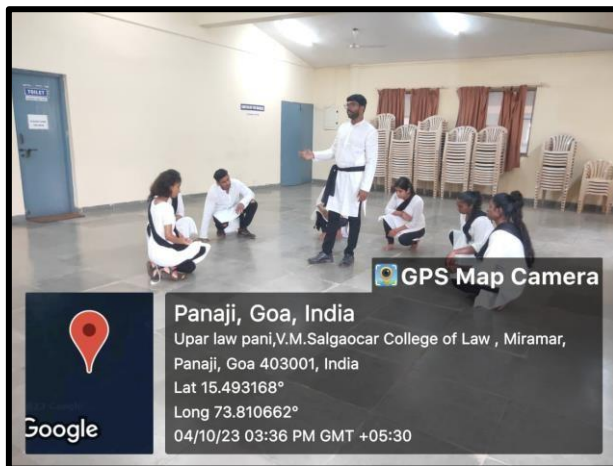 TOILET
GPS Map Camera
Panaji, Goa, India
Upar law pani,V.M.Salgaocar College of Law , Miramar,
Panaji, Goa 403001, India
Lat 15.493168°
Long 73.810662°
04/10/23 03:36 PM GMT +05:30
Google